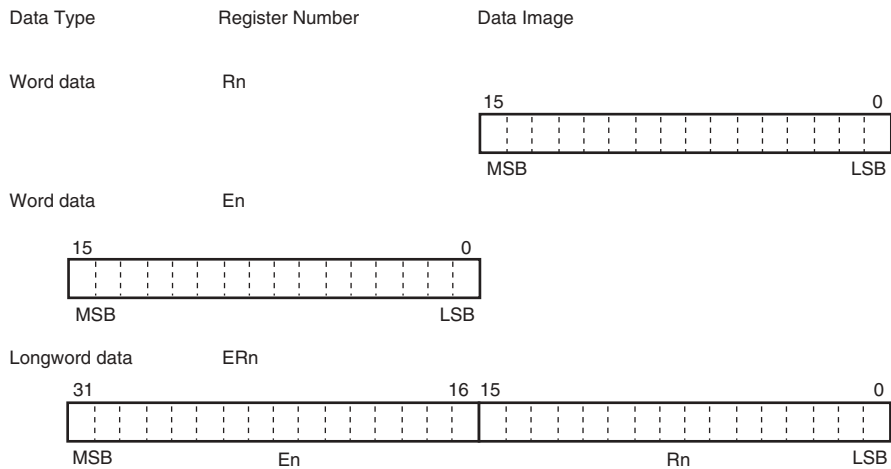 Data Type Register Number Data Image
Word data Rn
15 0
MSB LSB
Word data En
15 0
MSB LSB
Longword data ERn
31 16 15 0
MSB En Rn LSB